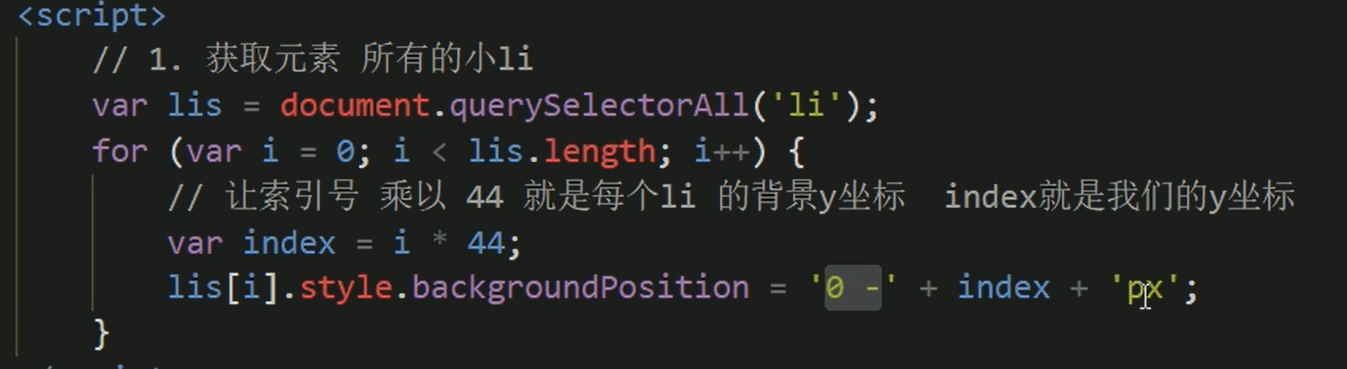 <script>
// 1. 获取元素 所有的小li
var lis = document.querySelectorAll('li');
for (var i = 0; i < lis.length; i++) {
// 让索引号 乘以 44 就是每个li 的背景y坐标  index就是我们的y坐标
var index = i * 44;
lis[i].style.backgroundPosition = '0 -' + index + 'px';
}